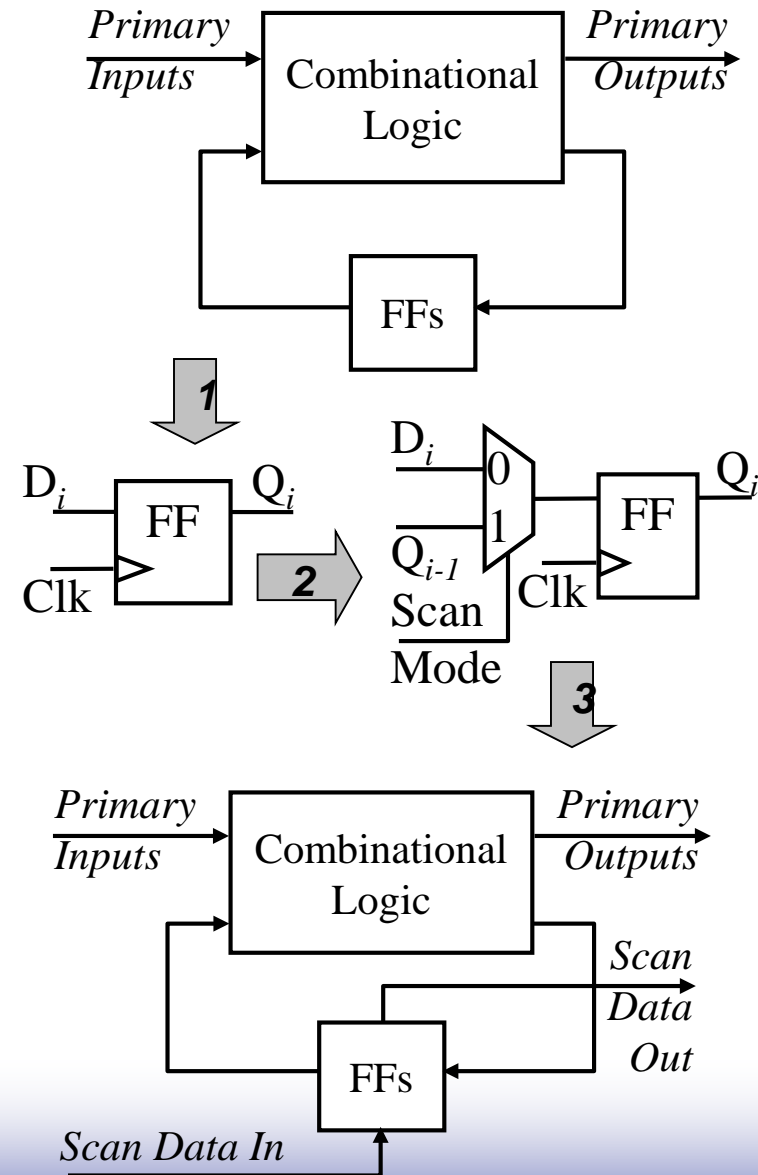 Primary
Inputs
Combinational
Logic
Primary
Outputs
FFs
1
D_i
FF
Q_i
Clk
2
D_i
0
1
Q_{i-1}
Scan
Mode
Clk
FF
Q_i
3
Primary
Inputs
Combinational
Logic
Primary
Outputs
Scan
Data
Out
FFs
Scan Data In